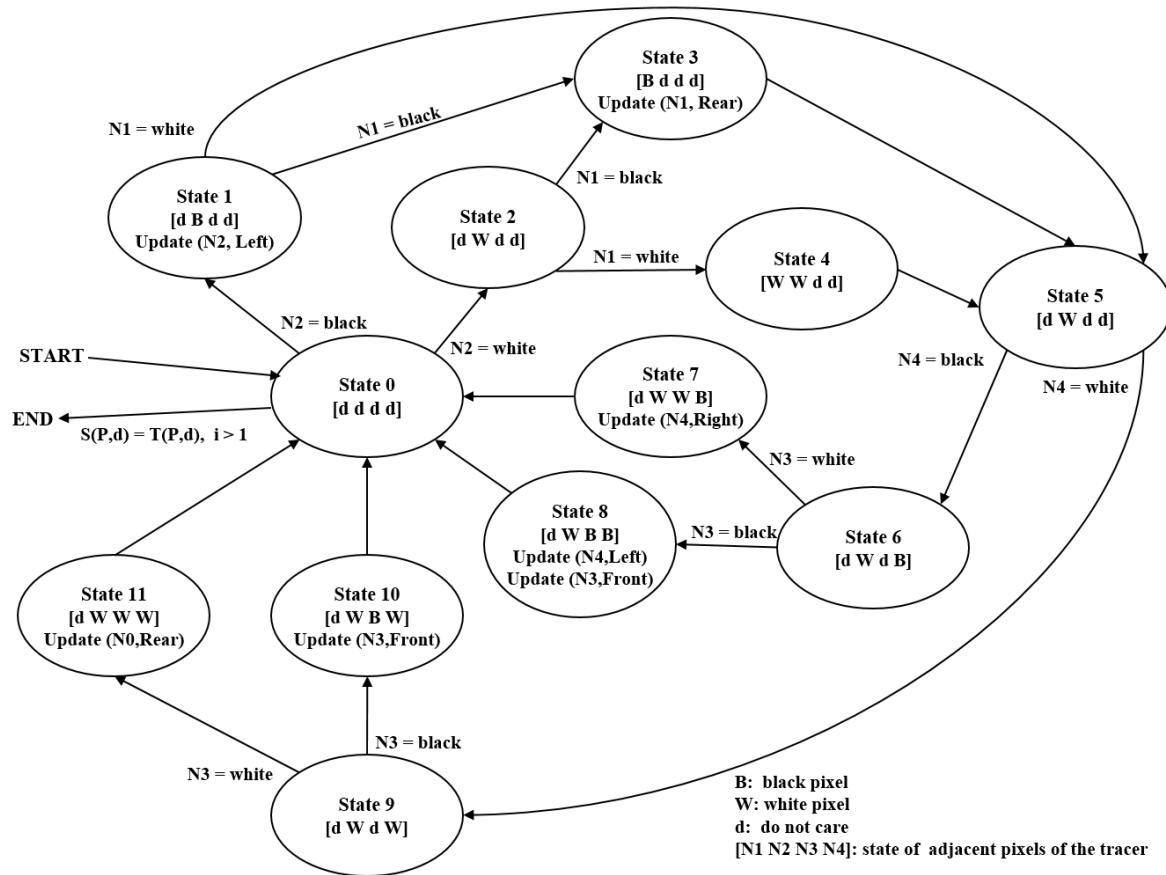 State 3
[B d d d]
Update (N1, Rear)
N1 = white
N1 = black
State 1
[d B d d]
Update (N2, Left)
N1 = black
State 2
[d W d d]
N1 = white
State 4
[W W d d]
State 5
[d W d d]
N2 = black
N2 = white
START
State 0
[d d d d]
END
S(P,d) = T(P,d),  i > 1
State 7
[d W W B]
Update (N4,Right)
N4 = black
N4 = white
N3 = white
State 8
[d W B B]
Update (N4,Left)
Update (N3,Front)
N3 = black
State 6
[d W d B]
State 11
[d W W W]
Update (N0,Rear)
State 10
[d W B W]
Update (N3,Front)
N3 = white
N3 = black
State 9
[d W d W]
B:  black pixel
W: white pixel
d:  do not care
[N1 N2 N3 N4]: state of  adjacent pixels of the tracer